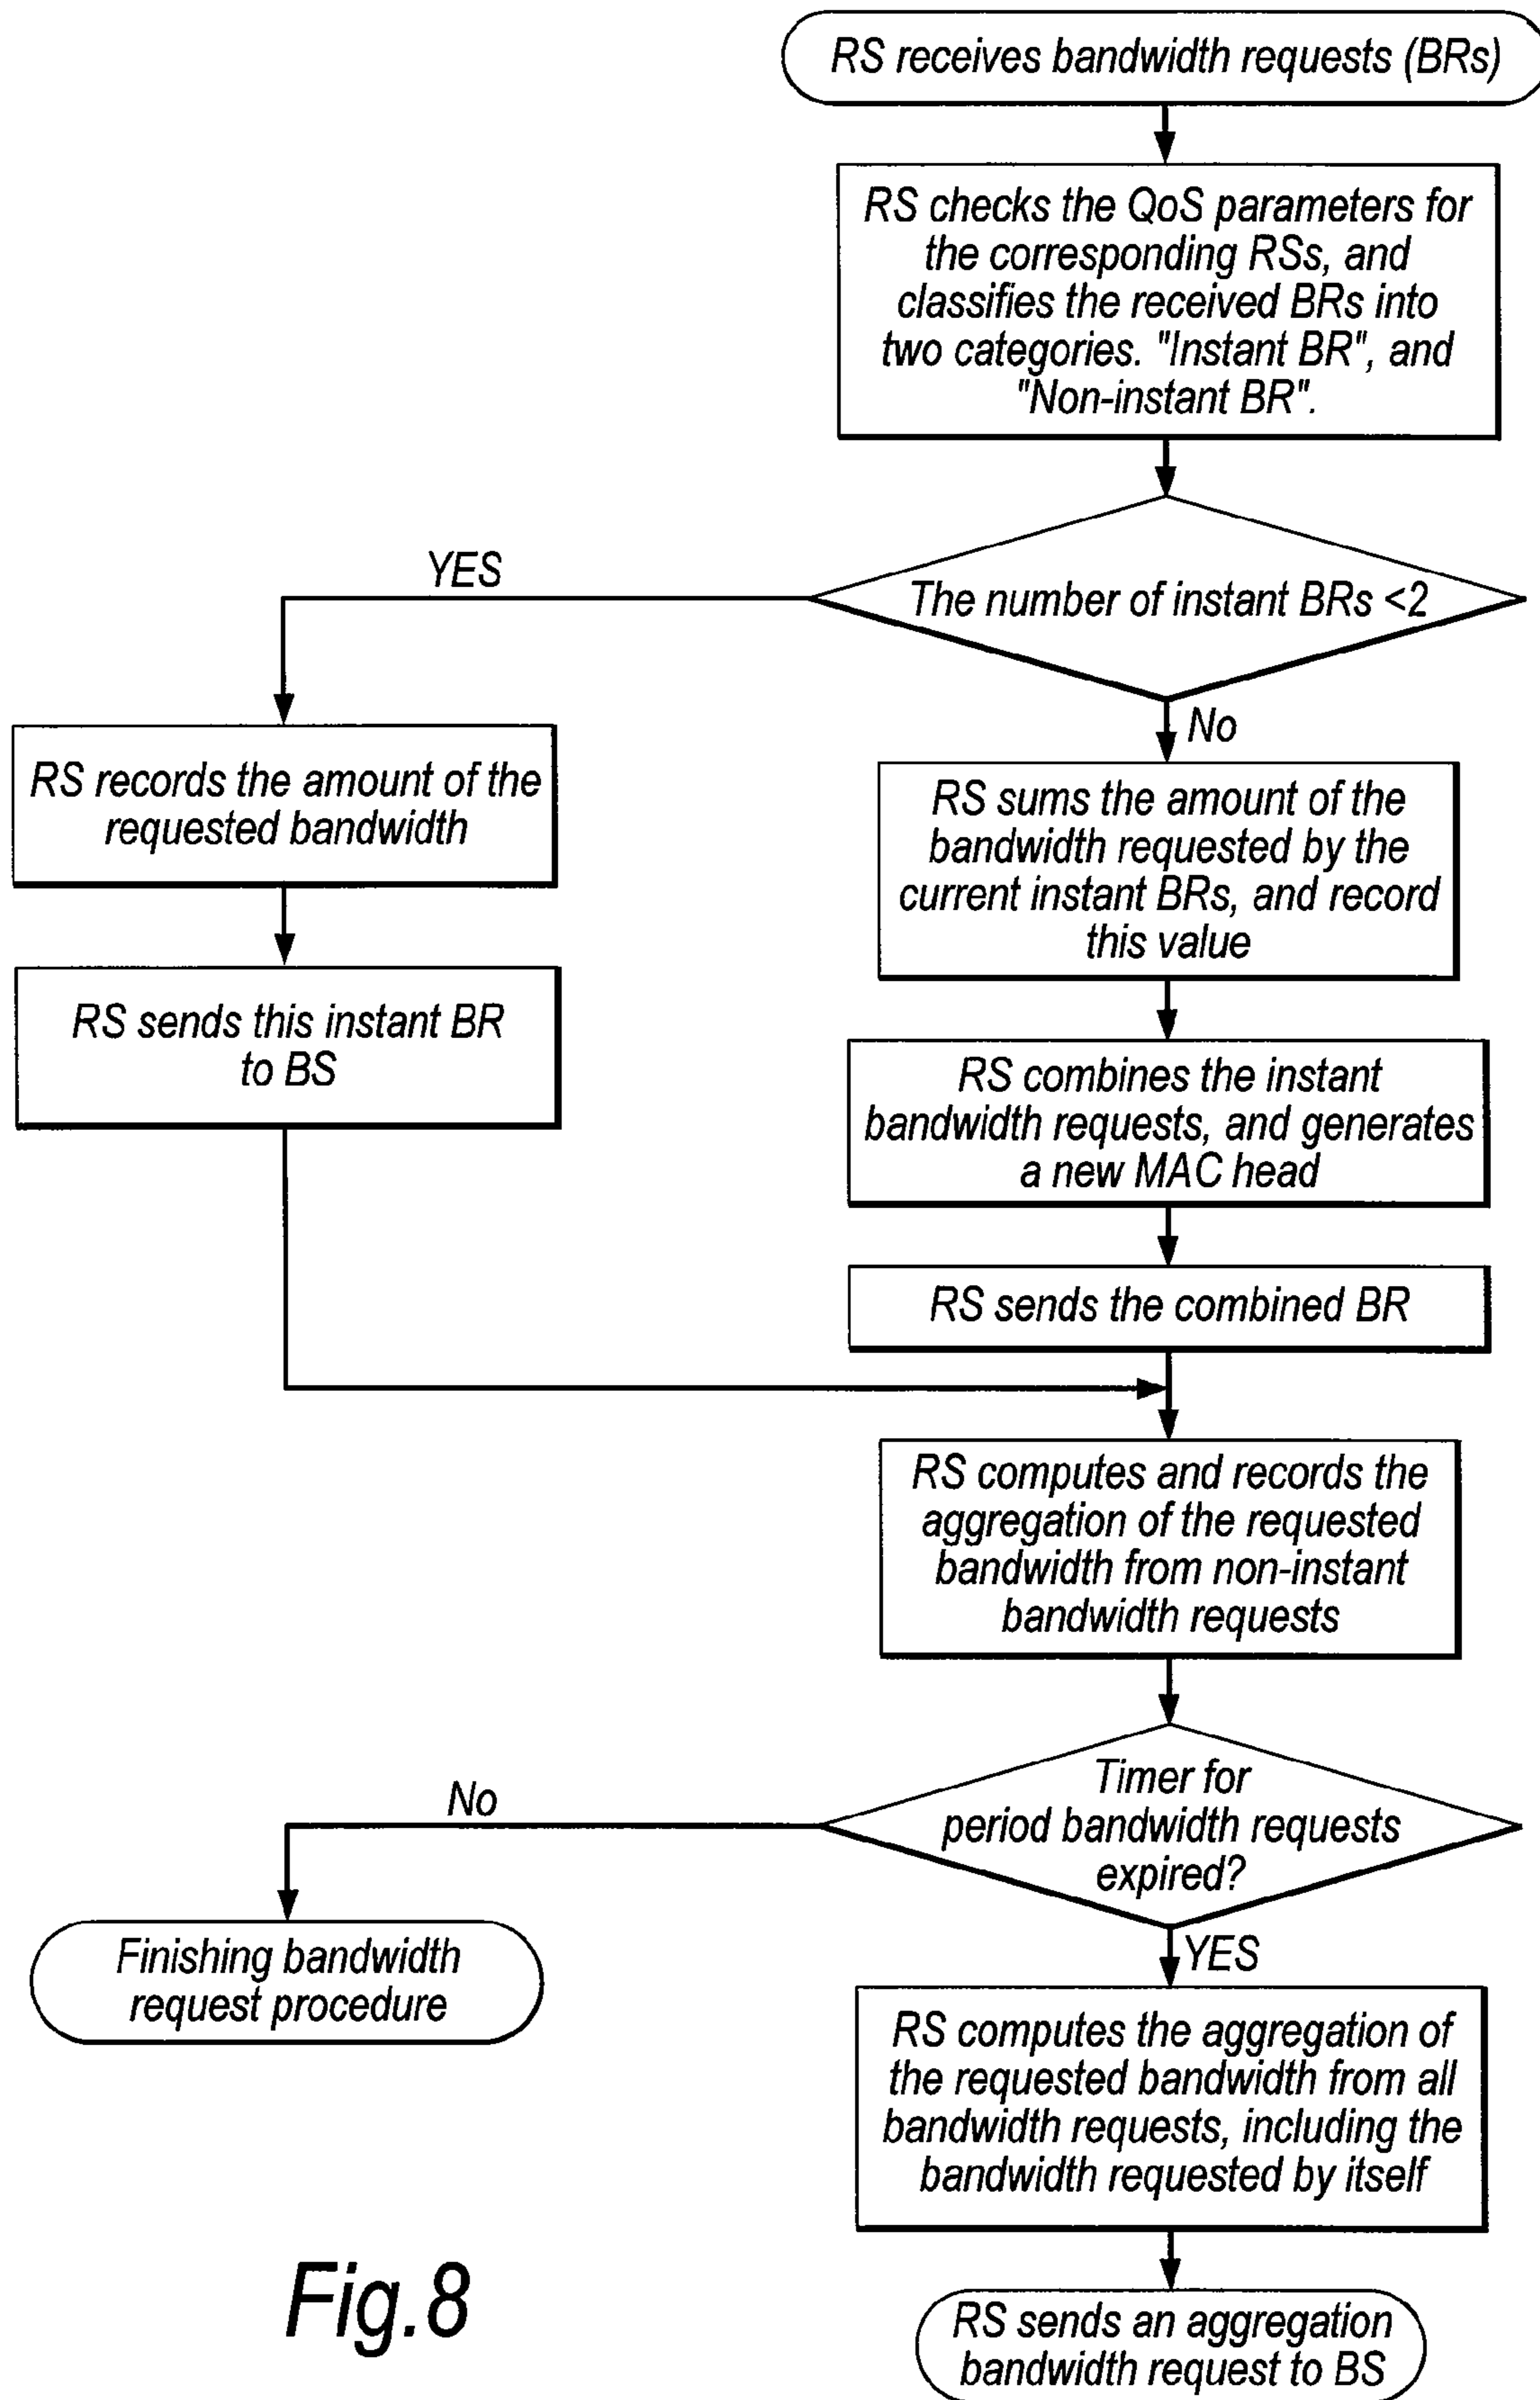 RS receives bandwidth requests (BRs)
RS checks the QoS parameters for
the corresponding RSs, and
classifies the received BRs into
two categories. "Instant BR", and
"Non-instant BR".
The number of instant BRs <2
YES
No
RS records the amount of the
requested bandwidth
RS sends this instant BR
to BS
RS sums the amount of the
bandwidth requested by the
current instant BRs, and record
this value
RS combines the instant
bandwidth requests, and generates
a new MAC head
RS sends the combined BR
RS computes and records the
aggregation of the requested
bandwidth from non-instant
bandwidth requests
Timer for
period bandwidth requests
expired?
No
YES
Finishing bandwidth
request procedure
RS computes the aggregation of
the requested bandwidth from all
bandwidth requests, including the
bandwidth requested by itself
RS sends an aggregation
bandwidth request to BS
Fig.8